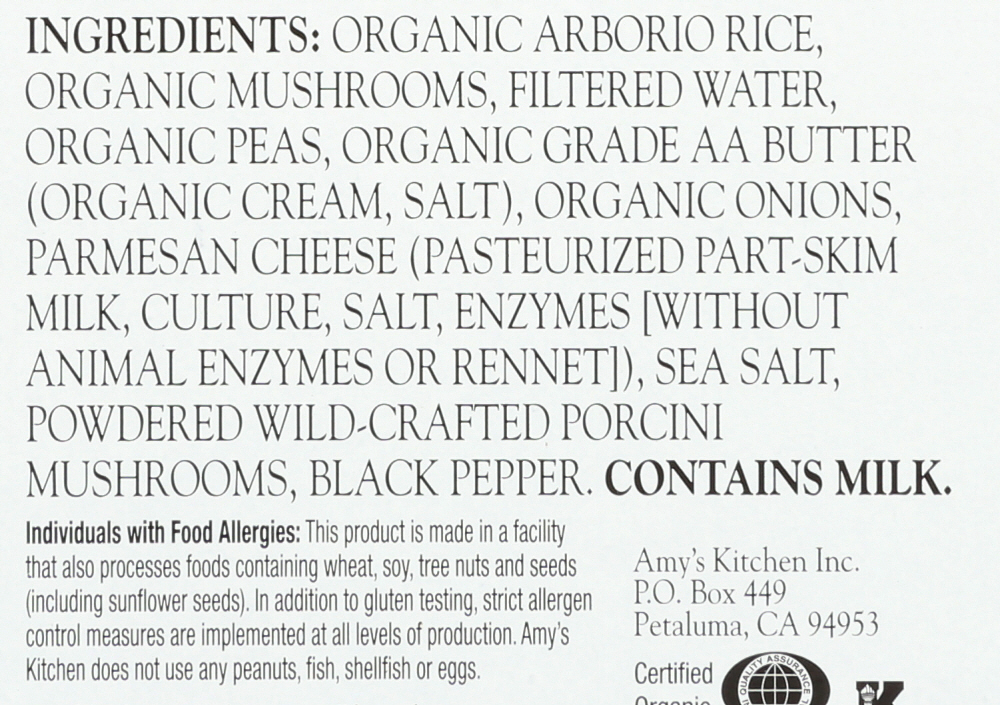 INGREDIENTS: ORGANIC ARBORIO RICE,
ORGANIC MUSHROOMS, FILTERED WATER,
ORGANIC PEAS, ORGANIC GRADE AA BUTTER
(ORGANIC CREAM, SALT), ORGANIC ONIONS,
PARMESAN CHEESE (PASTEURIZED PART-SKIM
MILK, CULTURE, SALT, ENZYMES [WITHOUT
ANIMAL ENZYMES OR RENNET]), SEA SALT,
POWDERED WILD-CRAFTED PORCINI
MUSHROOMS, BLACK PEPPER. CONTAINS MILK.
Individuals with Food Allergies: This product is made in a facility
that also processes foods containing wheat, soy, tree nuts and seeds
(including sunflower seeds). In addition to gluten testing, strict allergen
control measures are implemented at all levels of production. Amy's
Kitchen does not use any peanuts, fish, shellfish or eggs.
Amy's Kitchen Inc.
P.O. Box 449
Petaluma, CA 94953
Certified
Organic
QUALITY ASSURANCE
K